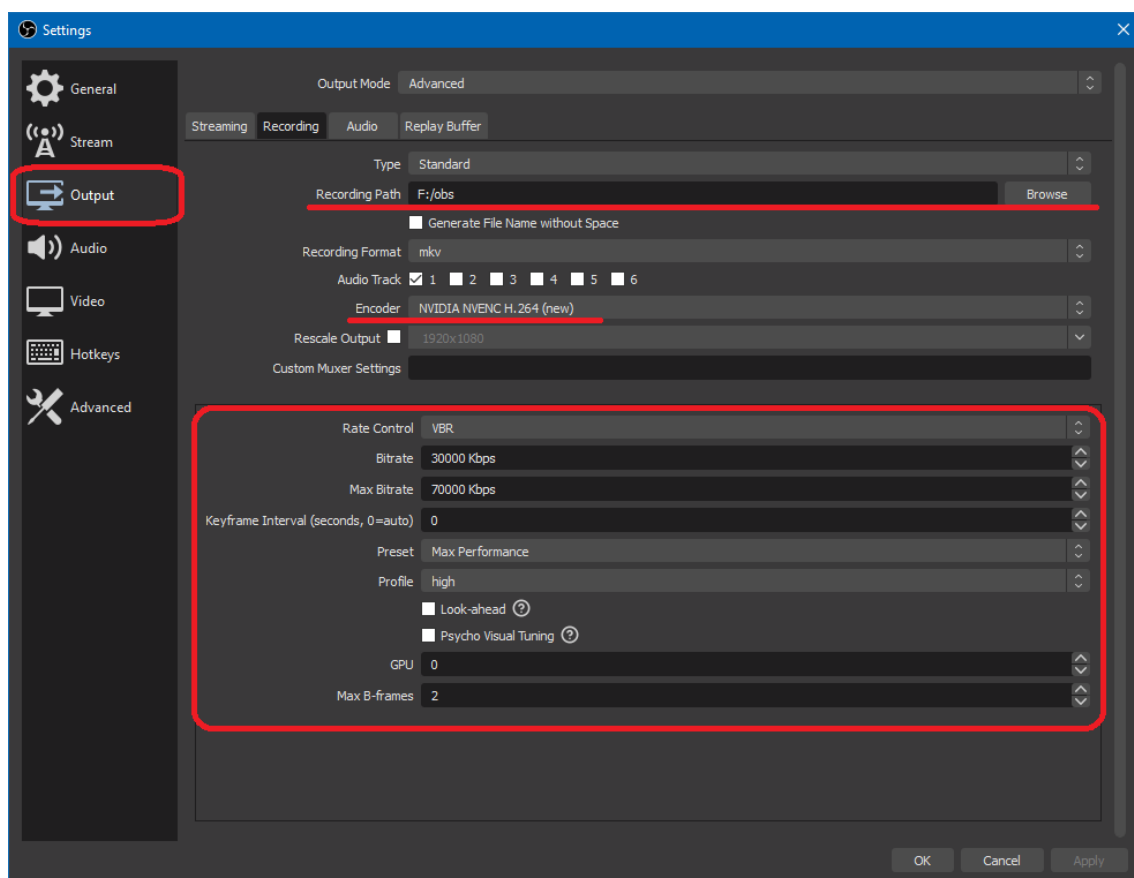 Settings
General
Stream
Output
Audio
Video
Hotkeys
Advanced
Output Mode Advanced
Streaming Recording Audio Replay Buffer
Type Standard
Recording Path F:/obs Browse
Generate File Name without Space
Recording Format mkv
Audio Track 1 2 3 4 5 6
Encoder NVIDIA NVENC H.264 (new)
Rescale Output 1920x1080
Custom Muxer Settings
Rate Control VBR
Bitrate 30000 Kbps
Max Bitrate 70000 Kbps
Keyframe Interval (seconds, 0=auto) 0
Preset Max Performance
Profile high
Look-ahead ?
Psycho Visual Tuning ?
GPU 0
Max B-frames 2
OK Cancel Apply